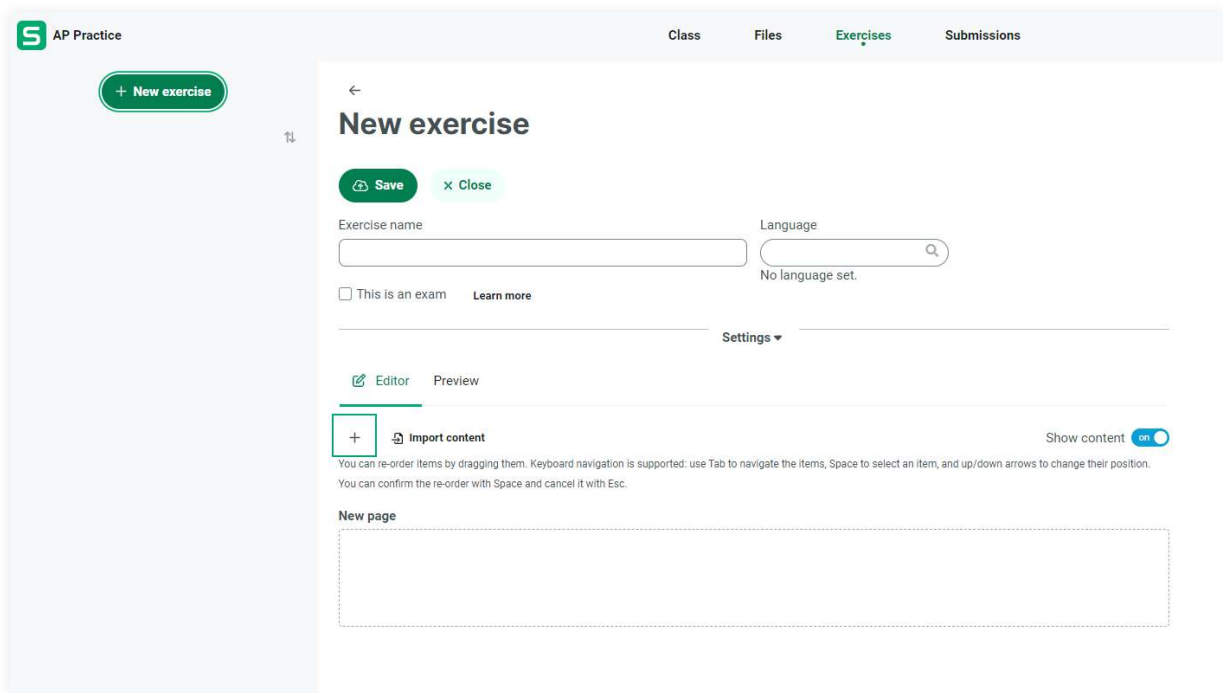 S AP Practice
Class Files Exercises Submissions
+ New exercise
New exercise
Save × Close
Exercise name Language
No language set.
This is an exam Learn more
Settings
Editor Preview
+ Import content Show content on
You can re-order items by dragging them. Keyboard navigation is supported: use Tab to navigate the items, Space to select an item, and up/down arrows to change their position.
You can confirm the re-order with Space and cancel it with Esc.
New page